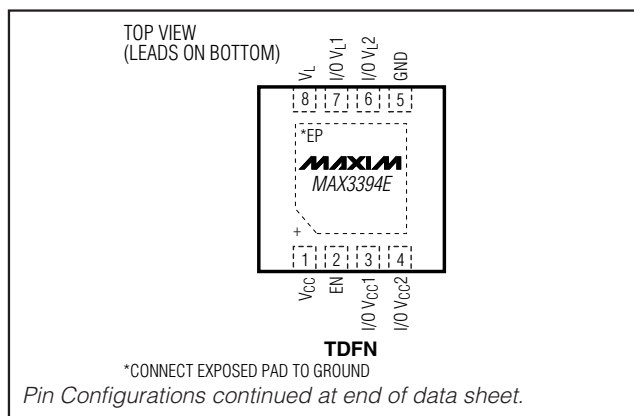 TOP VIEW
(LEADS ON BOTTOM)
VL
I/O VL1
I/O VL2
GND
8 7 6 5
*EP
MAXIM
MAX3394E
+
1 2 3 4
VCC
EN
I/O VCC1
I/O VCC2
TDFN
*CONNECT EXPOSED PAD TO GROUND
Pin Configurations continued at end of data sheet.